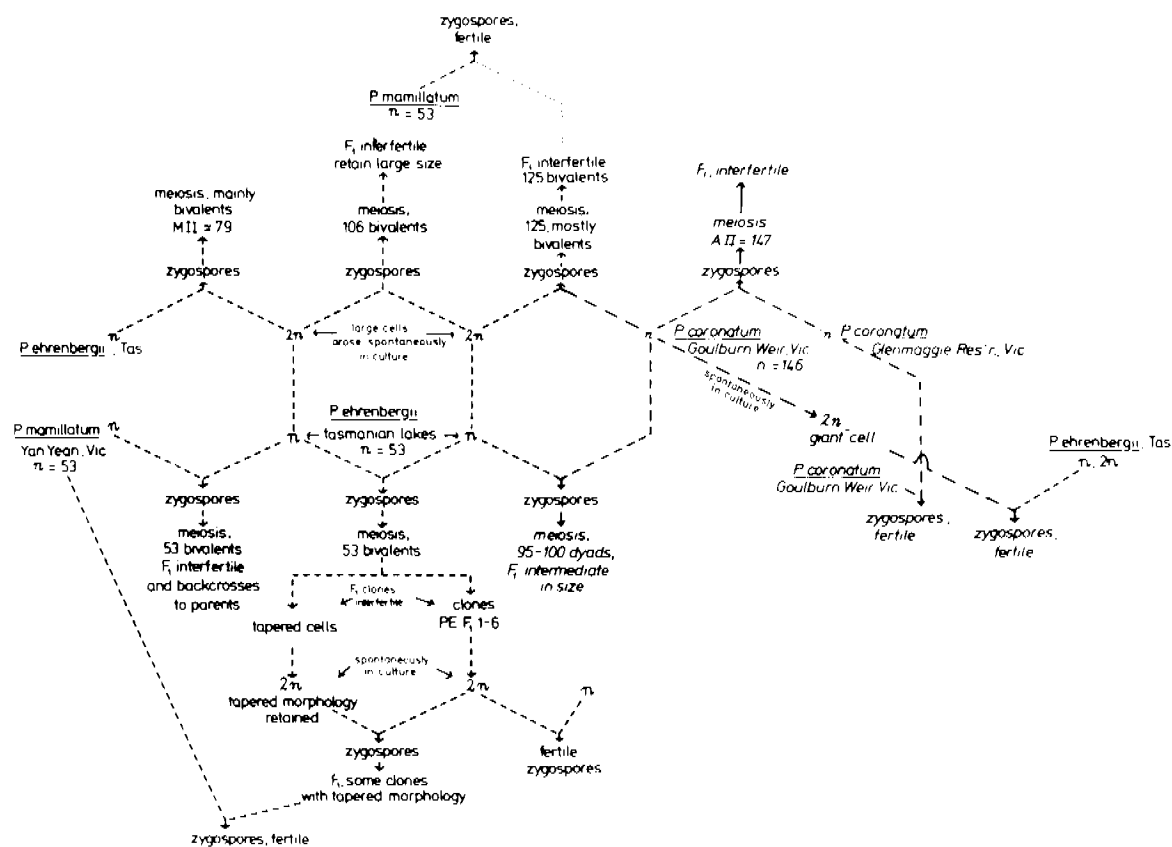 zygospores,
fertile
P mamillatum
n = 53
F₁ interfertile
retain large size
F₁ interfertile
125 bivalents
F₁, interfertile
meiosis, mainly
bivalents
MII ≃ 79
meiosis,
106 bivalents
meiosis,
125, mostly
bivalents
meiosis
A II = 147
zygospores
zygospores
zygospores
zygospores
n
P ehrenbergii, Tas
2n
large cells
arose spontaneously
in culture
2n
n
P coronatum
Goulburn Weir, Vic
n = 146
n
P coronatum
Glenmaggie Res'r., Vic
spontaneously
in culture
2n
giant cell
P mamillatum
n
Yan Yean, Vic
n = 53
n
P ehrenbergii
tasmanian lakes
n = 53
n
P coronatum
Goulburn Weir Vic
P ehrenbergii, Tas
n, 2n
zygospores
zygospores
zygospores
zygospores,
fertile
zygospores,
fertile
meiosis,
53 bivalents
F₁ interfertile
and backcrosses
to parents
meiosis,
53 bivalents
meiosis,
95-100 dyads,
F₁ intermediate
in size
F₁ clones
interfertile
tapered cells
clones
PE F₁ 1-6
spontaneously
in culture
2n
tapered morphology
retained
2n
n
zygospores
fertile
zygospores
F₁, some clones
with tapered morphology
zygospores, fertile